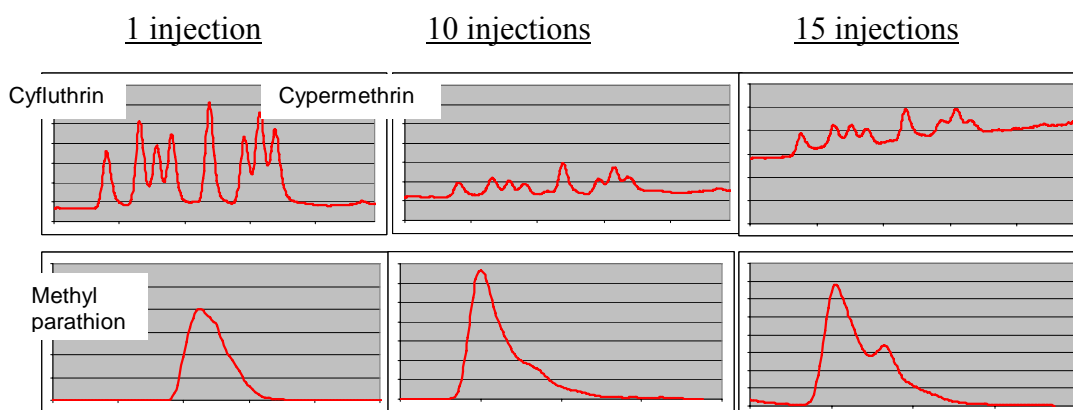 1 injection 10 injections 15 injections
Cyfluthrin Cypermethrin
Methyl
parathion